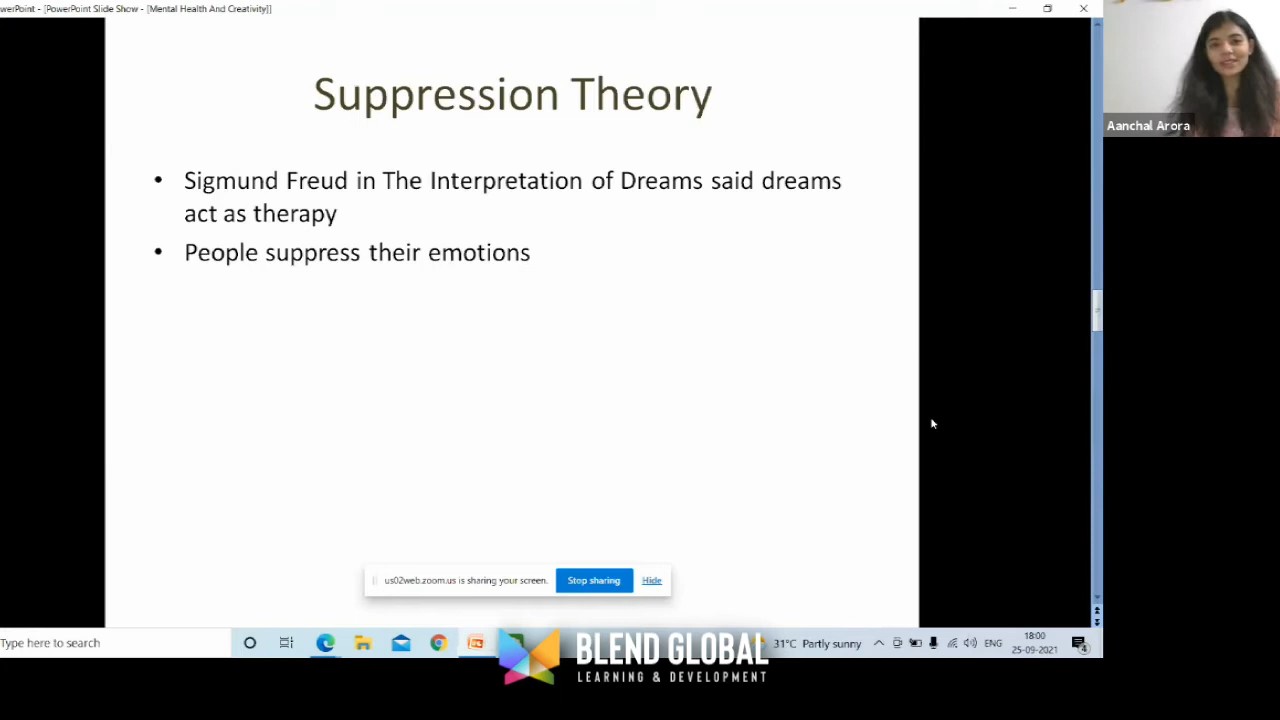 werPoint - [PowerPoint Slide Show - [Mental Health And Creativity]]
Aanchal Arora
Suppression Theory
• Sigmund Freud in The Interpretation of Dreams said dreams
act as therapy
• People suppress their emotions
us02web.zoom.us is sharing your screen.
Stop sharing
Hide
Type here to search
31°C Partly sunny
ENG
18:00
25-09-2021
4
BLEND GLOBAL
LEARNING & DEVELOPMENT